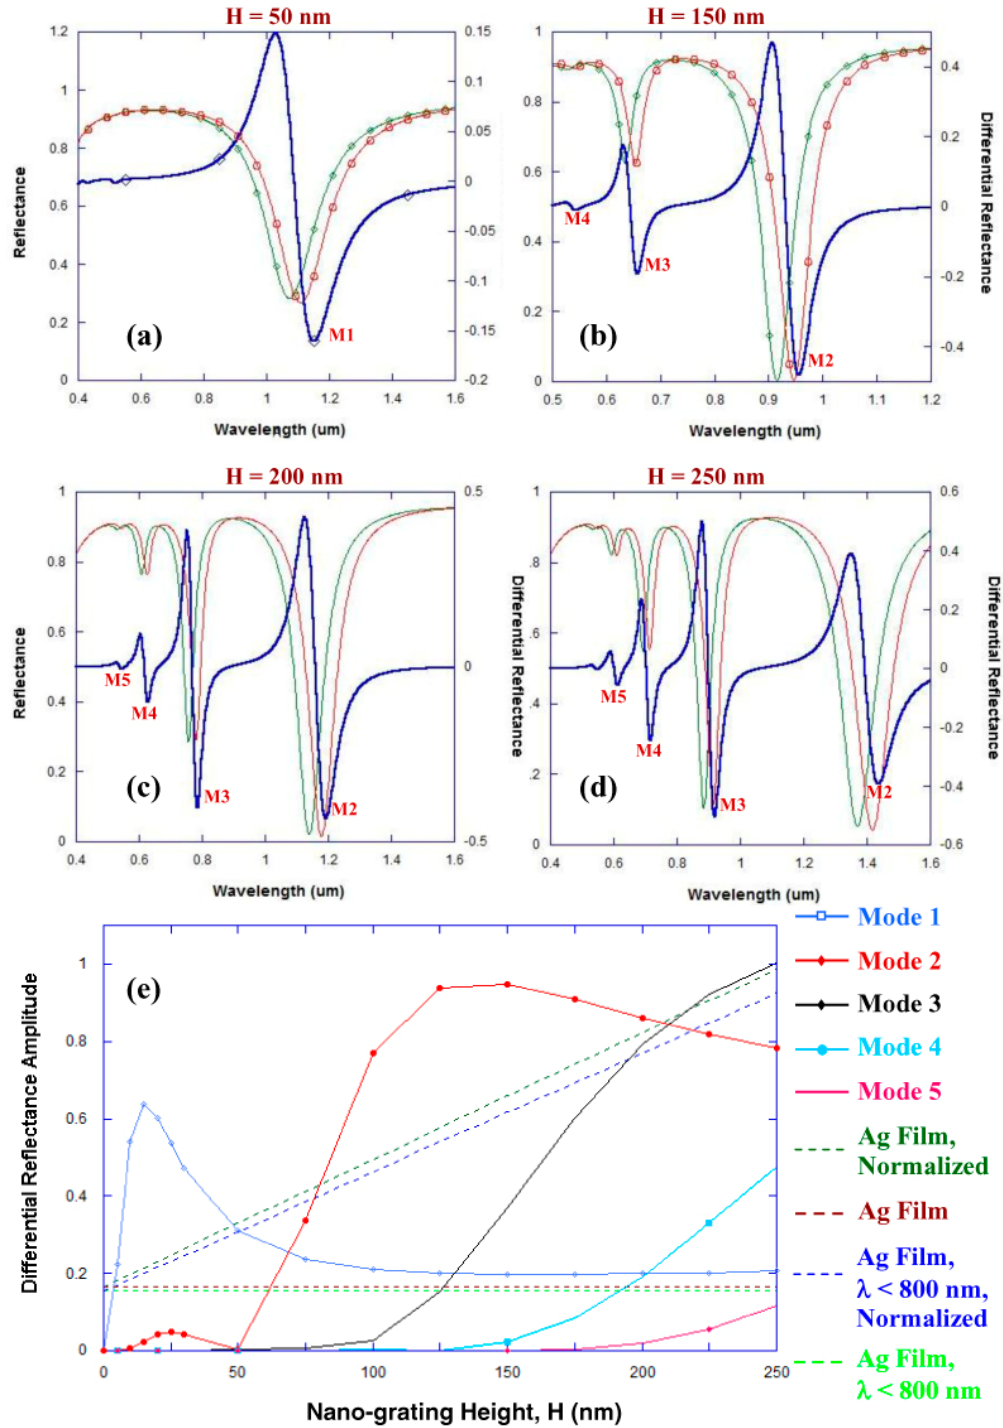 H = 50 nm
H = 150 nm
1.2
1
0.8
0.6
0.4
0.2
0
0.15
0.1
0.05
0
-0.05
-0.1
-0.15
-0.2
Reflectance
(a)
M1
0.4 0.6 0.8 1 1.2 1.4 1.6
Wavelength (um)
1
0.9
0.8
0.7
0.6
0.5
0.4
0.3
0.2
0.1
0
0.4
0.2
0
-0.2
-0.4
Differential Reflectance
M4
M3
(b)
M2
0.5 0.6 0.7 0.8 0.9 1 1.1 1.2
Wavelength (um)
H = 200 nm
H = 250 nm
1
0.8
0.6
0.4
0.2
0
0.5
0
-0.5
Reflectance
Differential Reflectance
M5
M4
(c)
M3
M2
0.4 0.6 0.8 1 1.2 1.4 1.6
Wavelength (um)
1
.8
.6
.4
.2
0
0.6
0.4
0.2
0
-0.2
-0.4
-0.6
Reflectance
Differential Reflectance
M5
M4
(d)
M3
M2
0.4 0.6 0.8 1 1.2 1.4 1.6
Wavelength (um)
(e)
Differential Reflectance Amplitude
1
0.8
0.6
0.4
0.2
0
0 50 100 150 200 250
Nano-grating Height, H (nm)
Mode 1
Mode 2
Mode 3
Mode 4
Mode 5
Ag Film,
Normalized
Ag Film
Ag Film,
λ < 800 nm,
Normalized
Ag Film,
λ < 800 nm